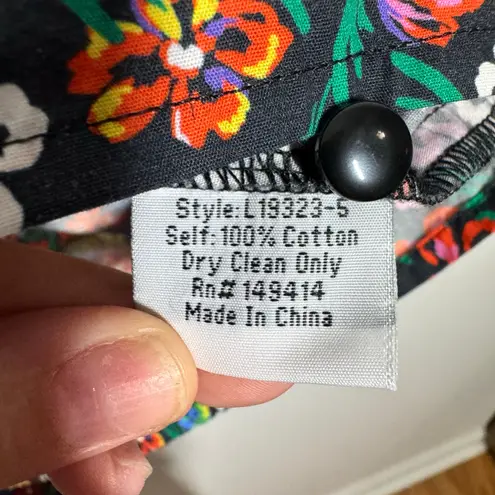 Style: L19323-5
Self: 100% Cotton
Dry Clean Only
Rn# 149414
Made In China